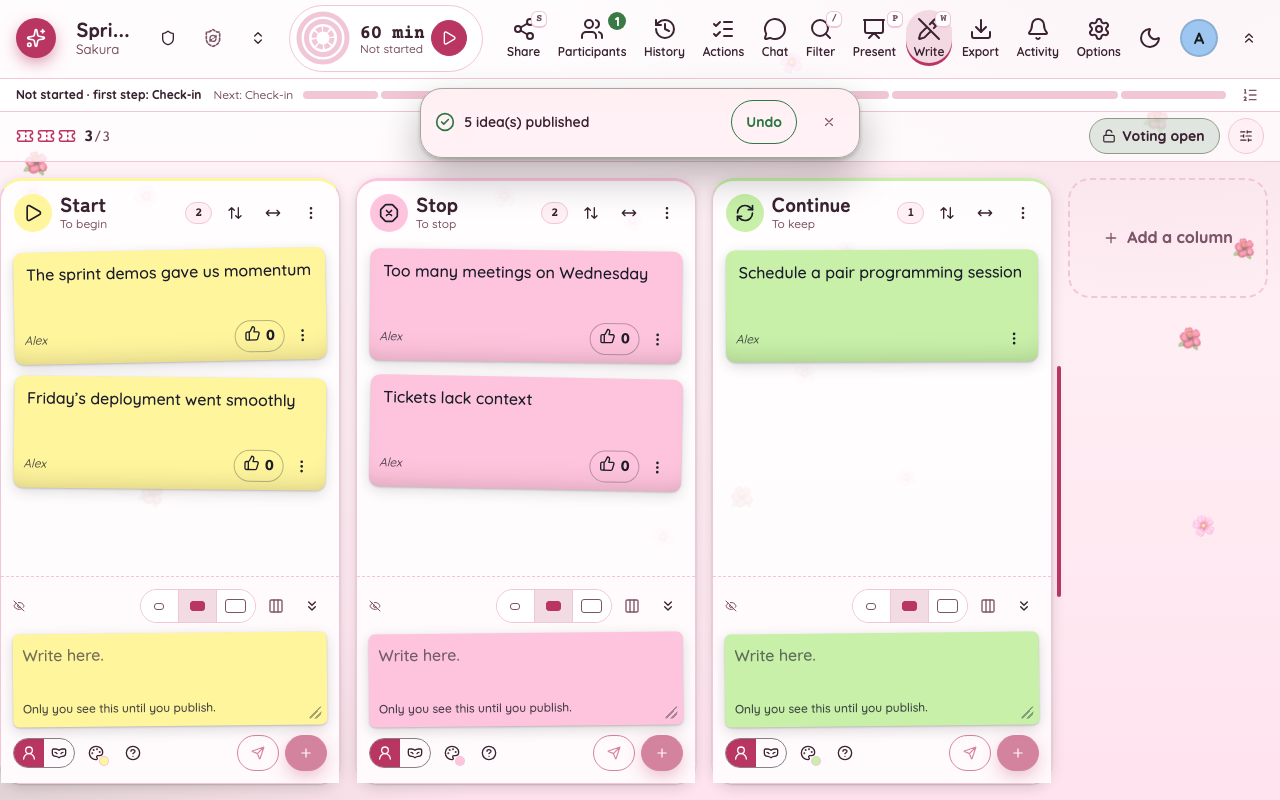 Spri...
Sakura
60 min
Not started
Share
S
Participants
1
History
Actions
Chat
Filter
/
Present
P
Write
W
Export
Activity
Options
A
Not started · first step: Check-in
Next: Check-in
5 idea(s) published
Undo
3/3
Voting open
Start
To begin
2
The sprint demos gave us momentum
Alex
0
Friday's deployment went smoothly
Alex
0
Write here.
Only you see this until you publish.
Stop
To stop
2
Too many meetings on Wednesday
Alex
0
Tickets lack context
Alex
0
Write here.
Only you see this until you publish.
Continue
To keep
1
Schedule a pair programming session
Alex
Write here.
Only you see this until you publish.
+ Add a column